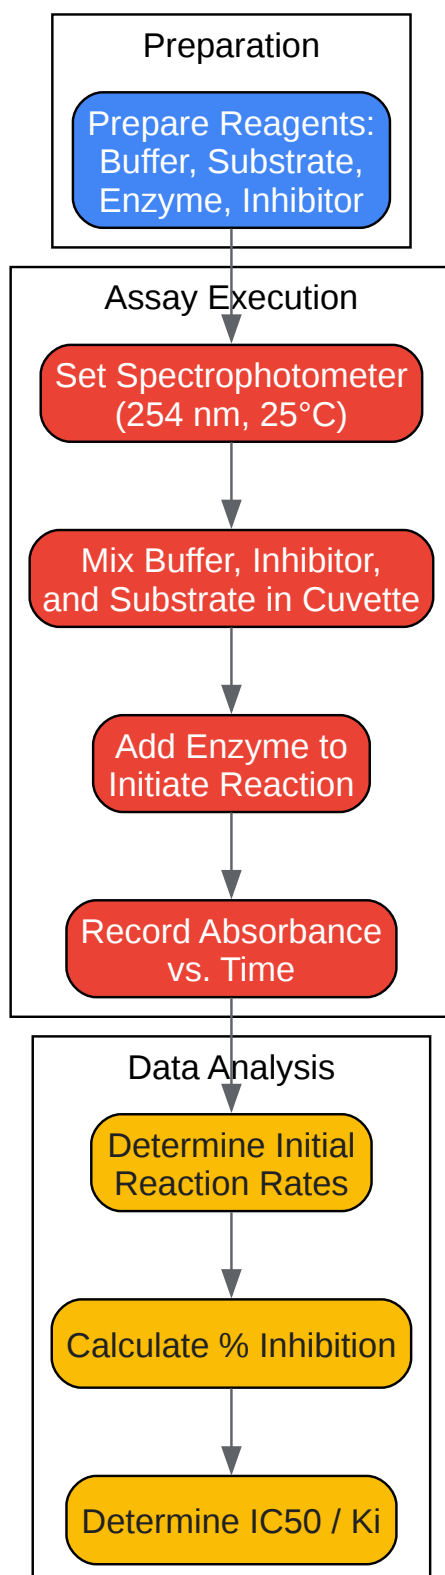 Preparation
Prepare Reagents:
Buffer, Substrate,
Enzyme, Inhibitor
Assay Execution
Set Spectrophotometer
(254 nm, 25°C)
Mix Buffer, Inhibitor,
and Substrate in Cuvette
Add Enzyme to
Initiate Reaction
Record Absorbance
vs. Time
Data Analysis
Determine Initial
Reaction Rates
Calculate % Inhibition
Determine IC50 / Ki